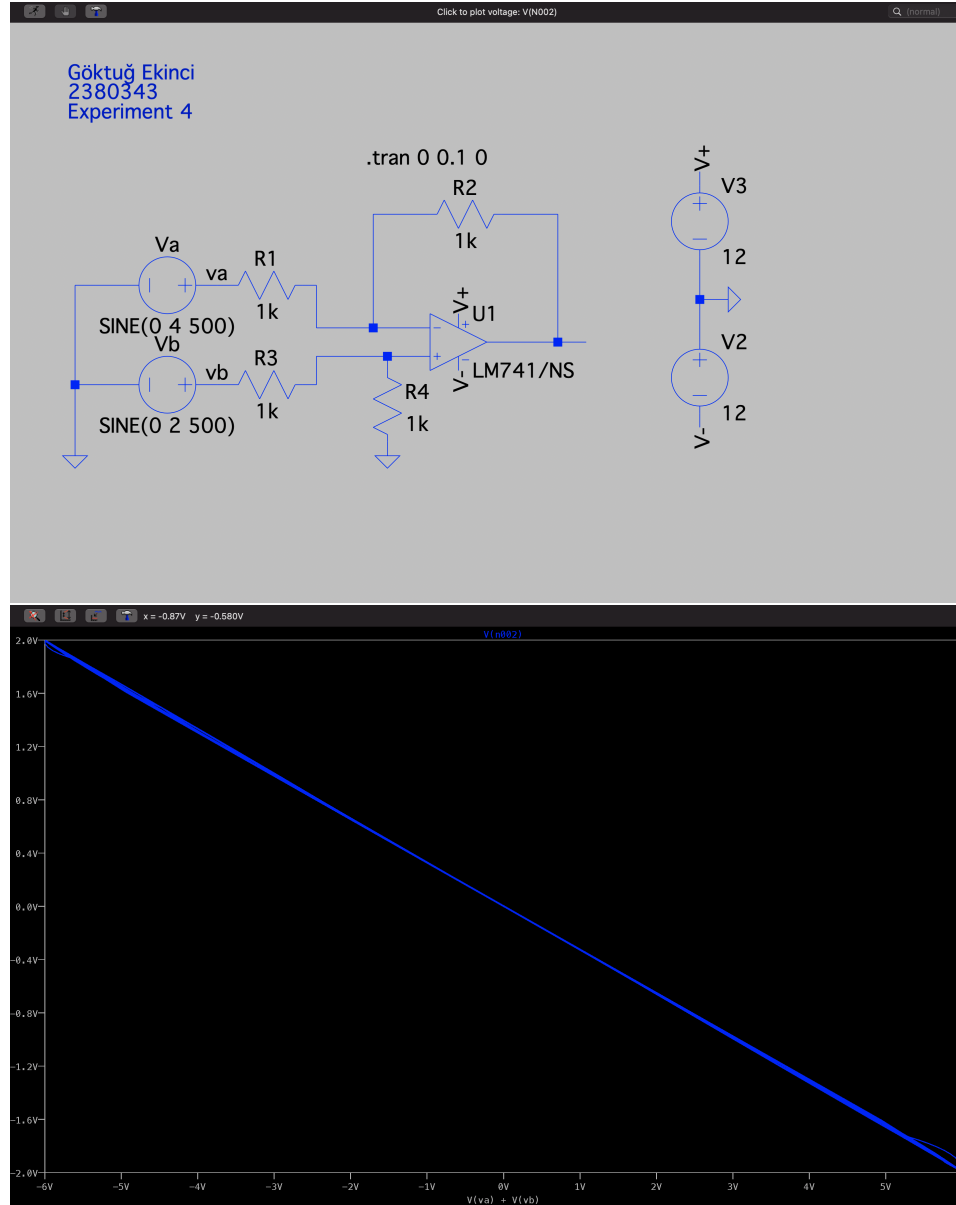 Click to plot voltage: V(N002)
(normal)
Göktuğ Ekinci
2380343
Experiment 4
.tran 0 0.1 0
R2
1k
V+
V3
12
Va
va
R1
1k
SINE(0 4 500)
V+
U1
Vb
vb
R3
1k
SINE(0 2 500)
V-
LM741/NS
R4
1k
V2
12
V-
x = -0.87V y = -0.580V
V(n002)
2.0V
1.6V
1.2V
0.8V
0.4V
0.0V
-0.4V
-0.8V
-1.2V
-1.6V
-2.0V
-6V -5V -4V -3V -2V -1V 0V 1V 2V 3V 4V 5V
V(va) + V(vb)